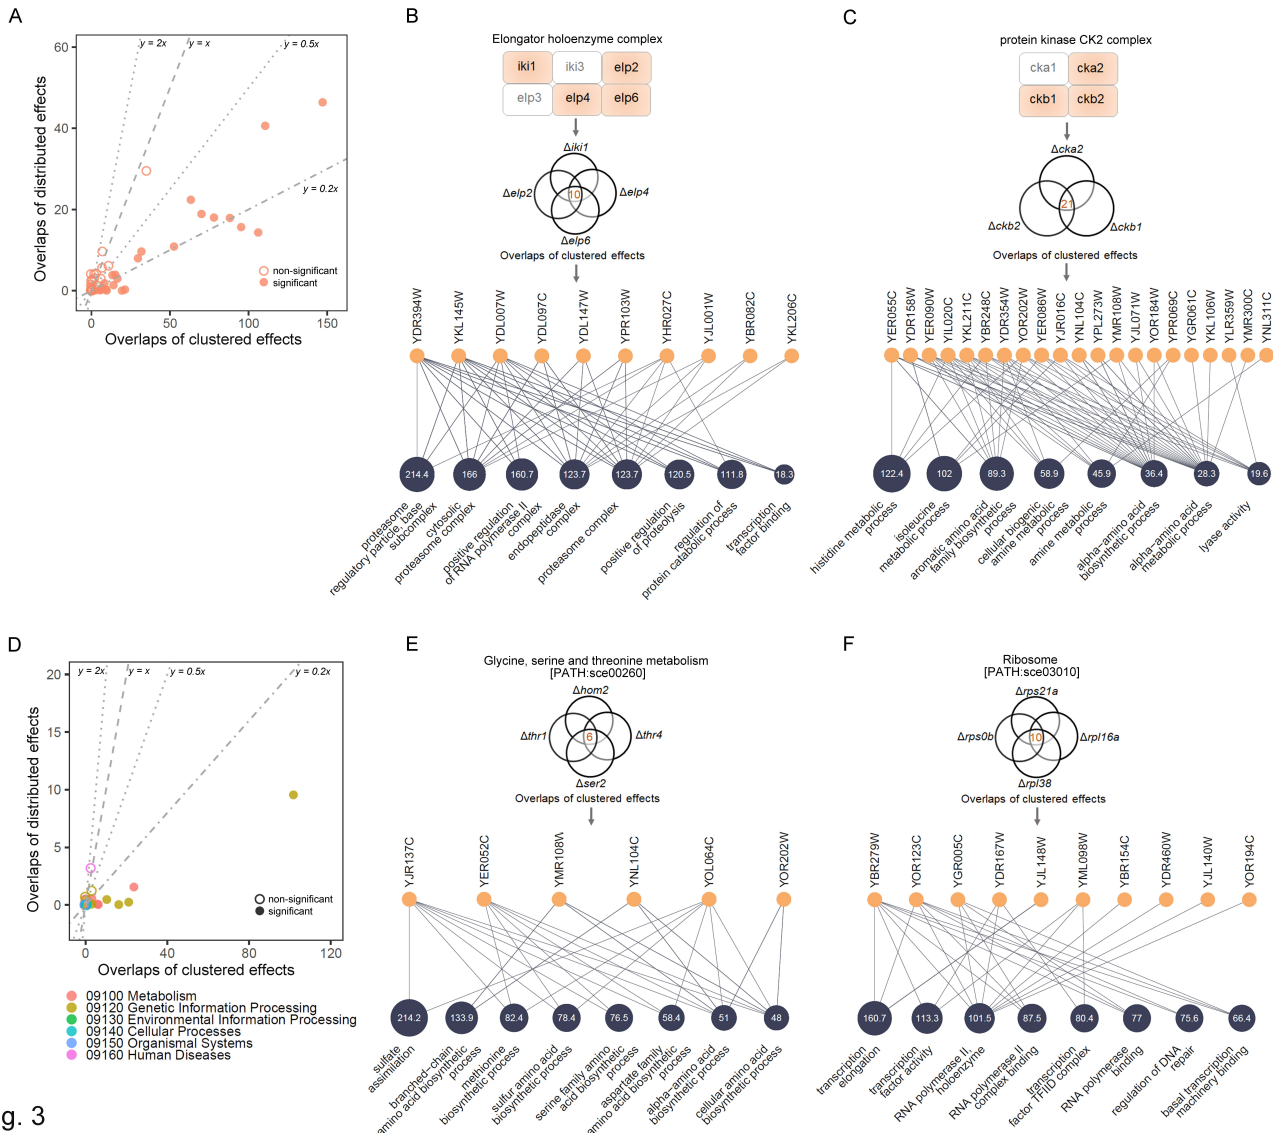 A
60
40
20
0
0
50
100
150
Overlaps of distributed effects
Overlaps of clustered effects
y = 2x
y = x
y = 0.5x
y = 0.2x
non-significant
significant
B
Elongator holoenzyme complex
iki1
iki3
elp2
elp3
elp4
elp6
Δiki1
Δelp2
10
Δelp4
Δelp6
Overlaps of clustered effects
YDR394W
YKL145W
YDL007W
YDL097C
YDL147W
YPR103W
YHR027C
YJL001W
YBR082C
YKL206C
214.4
166
160.7
123.7
123.7
120.5
111.8
18.3
proteasome
regulatory particle, base
subcomplex
cytosolic
proteasome complex
positive regulation
of RNA polymerase II
complex
endopeptidase
complex
proteasome complex
positive regulation
of proteolysis
regulation of
protein catabolic process
transcription
factor binding
C
protein kinase CK2 complex
cka1
cka2
ckb1
ckb2
Δcka2
21
Δckb2
Δckb1
Overlaps of clustered effects
YER055C
YDR158W
YER090W
YIL020C
YKL211C
YBR248C
YDR354W
YOR202W
YER086W
YJR016C
YNL104C
YPL273W
YMR108W
YJL071W
YOR184W
YPR069C
YGR061C
YKL106W
YLR359W
YMR300C
YNL311C
122.4
102
89.3
58.9
45.9
36.4
28.3
19.6
histidine metabolic
process
isoleucine
metabolic process
aromatic amino acid
family biosynthetic
process
cellular biogenic
amine metabolic
process
amine metabolic
process
alpha-amino acid
biosynthetic process
alpha-amino acid
metabolic process
lyase activity
D
20
15
10
5
0
0
40
80
120
Overlaps of distributed effects
Overlaps of clustered effects
y = 2x
y = x
y = 0.5x
y = 0.2x
non-significant
significant
09100 Metabolism
09120 Genetic Information Processing
09130 Environmental Information Processing
09140 Cellular Processes
09150 Organismal Systems
09160 Human Diseases
E
Glycine, serine and threonine metabolism
[PATH:sce00260]
Δhom2
Δthr1
6
Δthr4
Δser2
Overlaps of clustered effects
YJR137C
YER052C
YMR108W
YNL104C
YOL064C
YOR202W
214.2
133.9
82.4
78.4
76.5
58.4
51
48
sulfate
assimilation
branched-chain
amino acid biosynthetic
process
methionine
biosynthetic process
sulfur amino acid
biosynthetic process
serine family amino
acid biosynthetic
process
aspartate family
amino acid biosynthetic
process
alpha-amino acid
biosynthetic process
cellular amino acid
biosynthetic process
F
Ribosome
[PATH:sce03010]
Δrps21a
Δrps0b
10
Δrpl16a
Δrpl38
Overlaps of clustered effects
YBR279W
YOR123C
YGR005C
YDR167W
YJL148W
YML098W
YBR154C
YDR460W
YJL140W
YOR194C
160.7
113.3
101.5
87.5
80.4
77
75.6
66.4
transcription
elongation
transcription
factor activity
RNA polymerase II,
holoenzyme
RNA polymerase II
complex binding
transcription
factor TFIID complex
RNA polymerase
binding
regulation of DNA
repair
basal transcription
machinery binding
g. 3